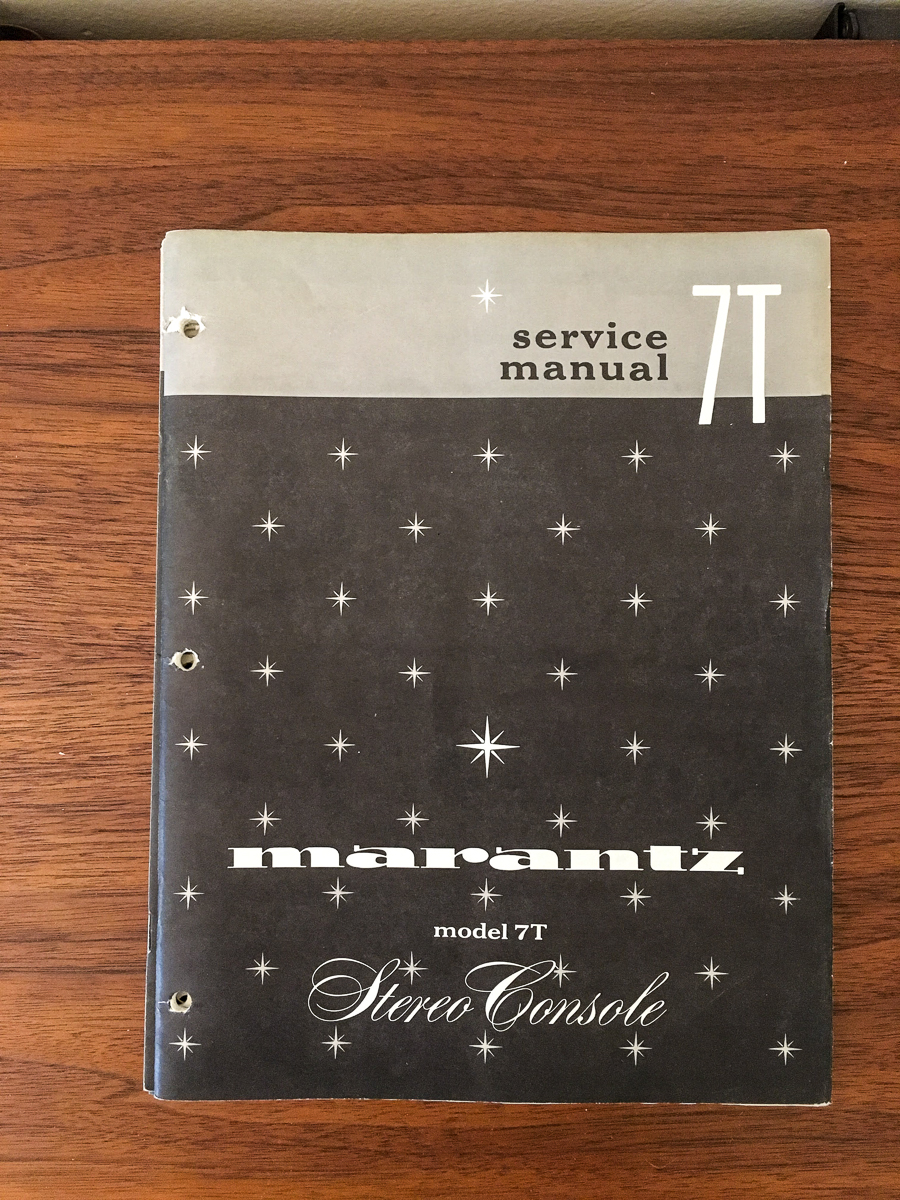 7T
service
manual
marantz
model 7T
Stereo Console